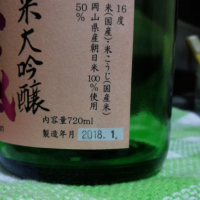 米大吟醸
16度
米(国産米)・米こうじ(国産米)
岡山県産朝日米100%使用
50%
内容量720ml
製造年月 2018.1.